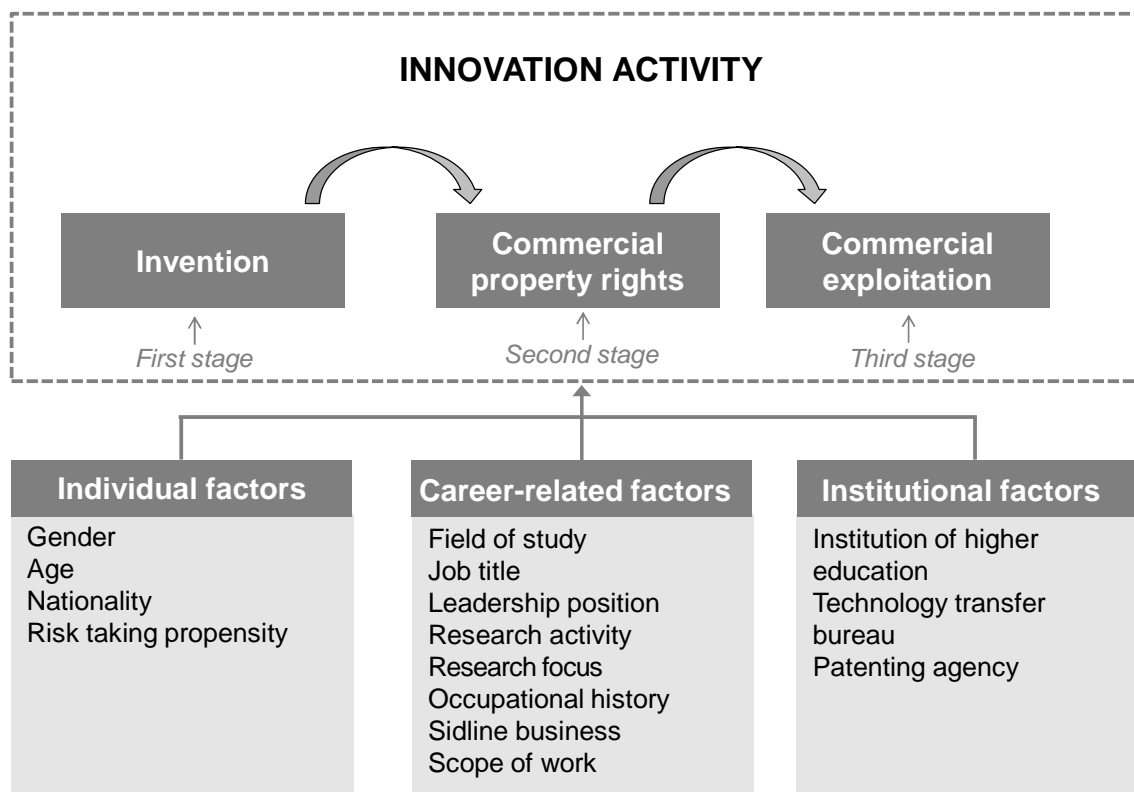 INNOVATION ACTIVITY
Invention
Commercial
property rights
Commercial
exploitation
First stage
Second stage
Third stage
Individual factors
Gender
Age
Nationality
Risk taking propensity
Career-related factors
Field of study
Job title
Leadership position
Research activity
Research focus
Occupational history
Sidline business
Scope of work
Institutional factors
Institution of higher
education
Technology transfer
bureau
Patenting agency